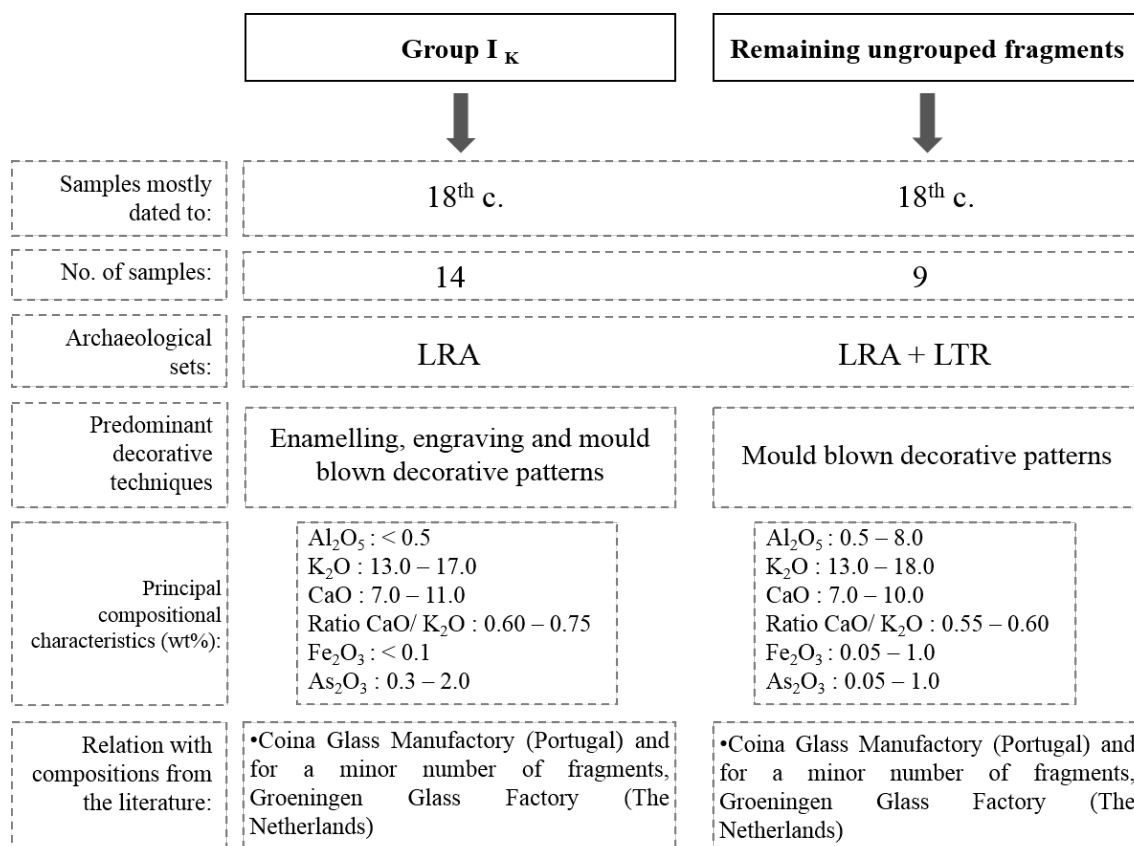 Group I K
Remaining ungrouped fragments
Samples mostly
dated to:
18th c.
18th c.
No. of samples:
14
9
Archaeological
sets:
LRA
LRA + LTR
Predominant
decorative
techniques
Enamelling, engraving and mould
blown decorative patterns
Mould blown decorative patterns
Principal
compositional
characteristics (wt%):
Al₂O₅ : < 0.5
K₂O : 13.0 – 17.0
CaO : 7.0 – 11.0
Ratio CaO/ K₂O : 0.60 – 0.75
Fe₂O₃ : < 0.1
As₂O₃ : 0.3 – 2.0
Al₂O₅ : 0.5 – 8.0
K₂O : 13.0 – 18.0
CaO : 7.0 – 10.0
Ratio CaO/ K₂O : 0.55 – 0.60
Fe₂O₃ : 0.05 – 1.0
As₂O₃ : 0.05 – 1.0
Relation with
compositions from
the literature:
•Coina Glass Manufactory (Portugal) and
for a minor number of fragments,
Groeningen Glass Factory (The
Netherlands)
•Coina Glass Manufactory (Portugal) and
for a minor number of fragments,
Groeningen Glass Factory (The
Netherlands)